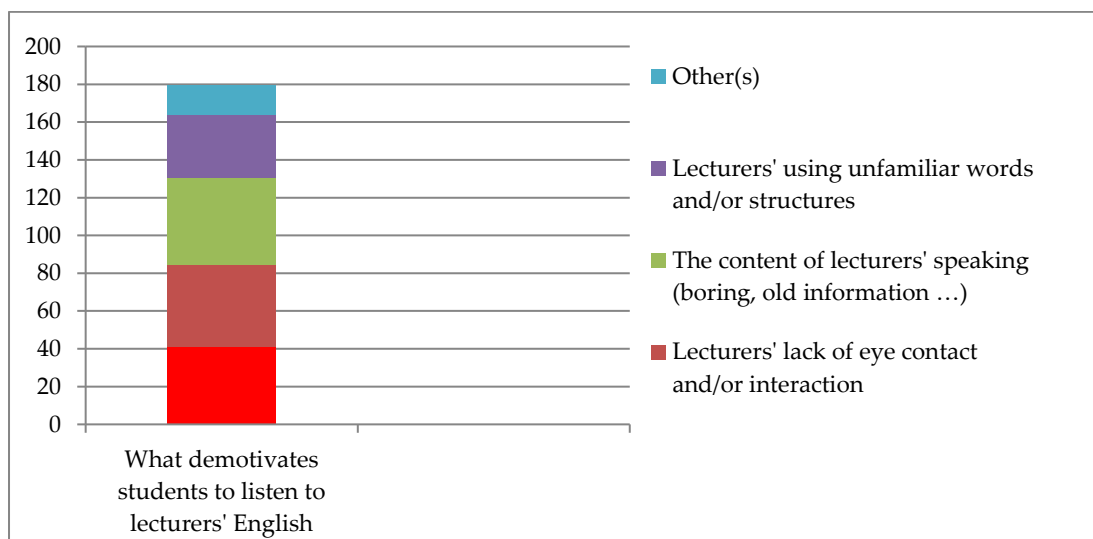 200
180
160
140
120
100
80
60
40
20
0
What demotivates
students to listen to
lecturers' English
Other(s)
Lecturers' using unfamiliar words
and/or structures
The content of lecturers' speaking
(boring, old information …)
Lecturers' lack of eye contact
and/or interaction